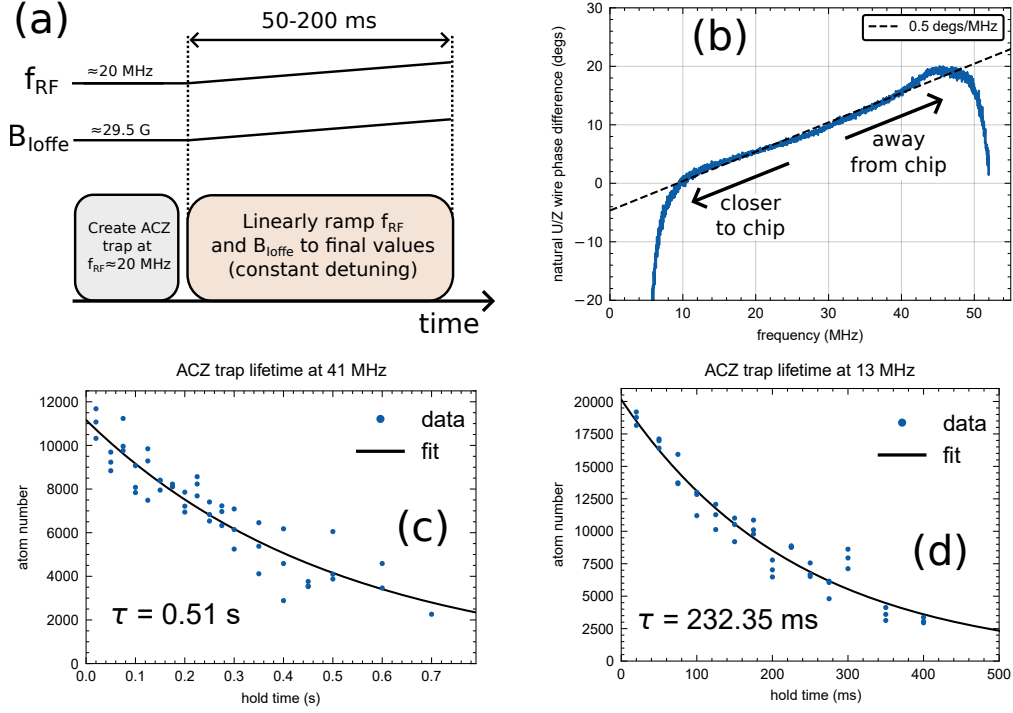 (a)
50-200 ms
f_RF
≈20 MHz
B_Ioffe
≈29.5 G
Create ACZ
trap at
f_RF≈20 MHz
Linearly ramp f_RF
and B_Ioffe to final values
(constant detuning)
time
(b)
0.5 degs/MHz
natural U/Z wire phase difference (degs)
30
20
10
0
−10
−20
away
from chip
closer
to chip
0 10 20 30 40 50
frequency (MHz)
ACZ trap lifetime at 41 MHz
data
fit
(c)
τ = 0.51 s
atom number
12000
10000
8000
6000
4000
2000
0
0.0 0.1 0.2 0.3 0.4 0.5 0.6 0.7
hold time (s)
ACZ trap lifetime at 13 MHz
data
fit
(d)
τ = 232.35 ms
atom number
20000
17500
15000
12500
10000
7500
5000
2500
0
0 100 200 300 400 500
hold time (ms)